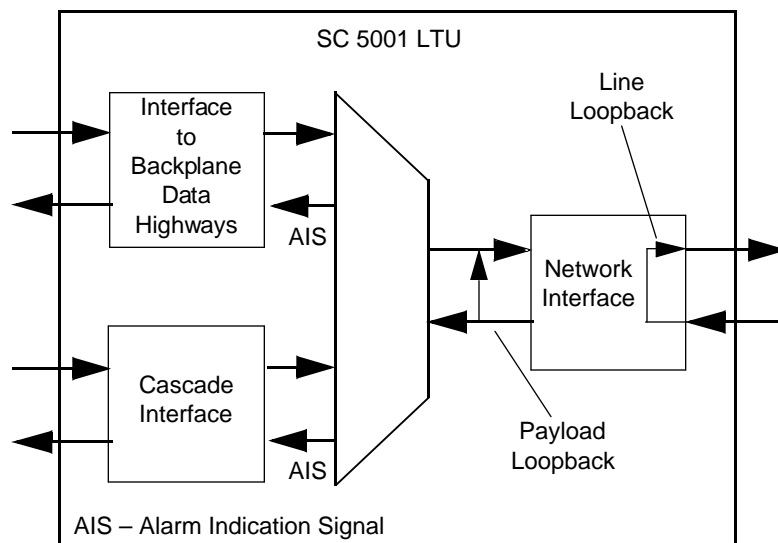 SC 5001 LTU
Line
Loopback
Interface
to
Backplane
Data
Highways
AIS
Network
Interface
Cascade
Interface
AIS
Payload
Loopback
AIS – Alarm Indication Signal